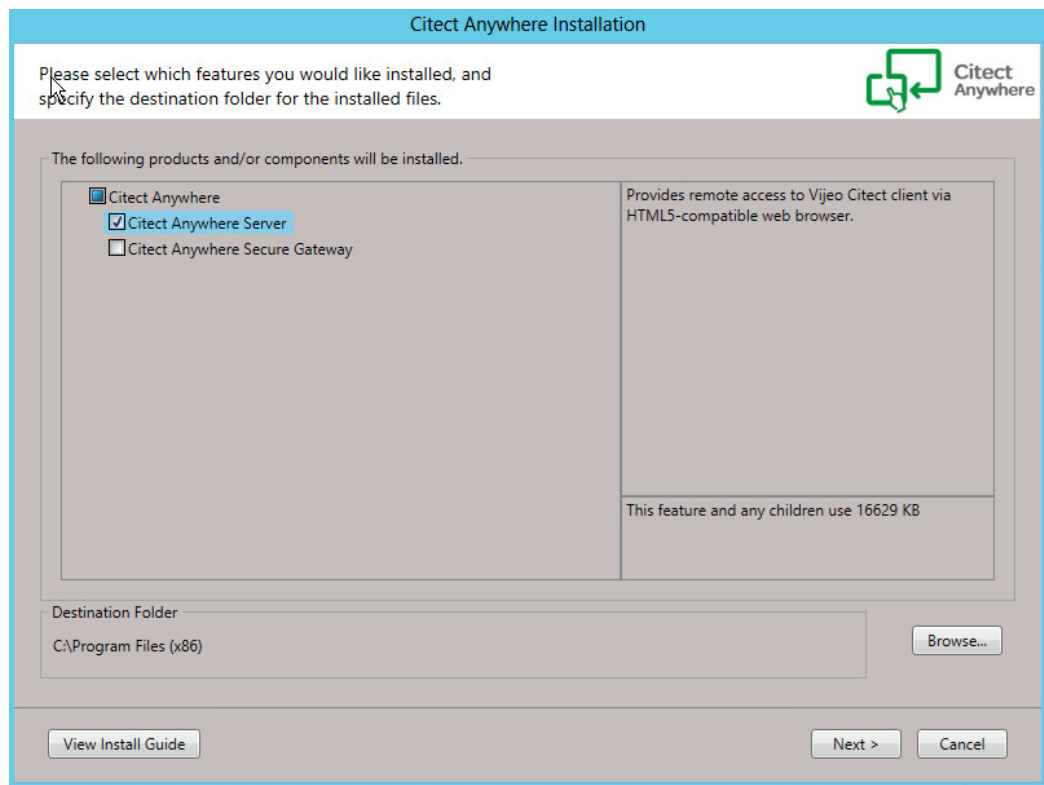 Citect Anywhere Installation
Please select which features you would like installed, and
specify the destination folder for the installed files.
Citect
Anywhere
The following products and/or components will be installed.
Citect Anywhere
Citect Anywhere Server
Citect Anywhere Secure Gateway
Provides remote access to Vijeo Citect client via
HTML5-compatible web browser.
This feature and any children use 16629 KB
Destination Folder
C:\Program Files (x86)
Browse...
View Install Guide
Next >
Cancel